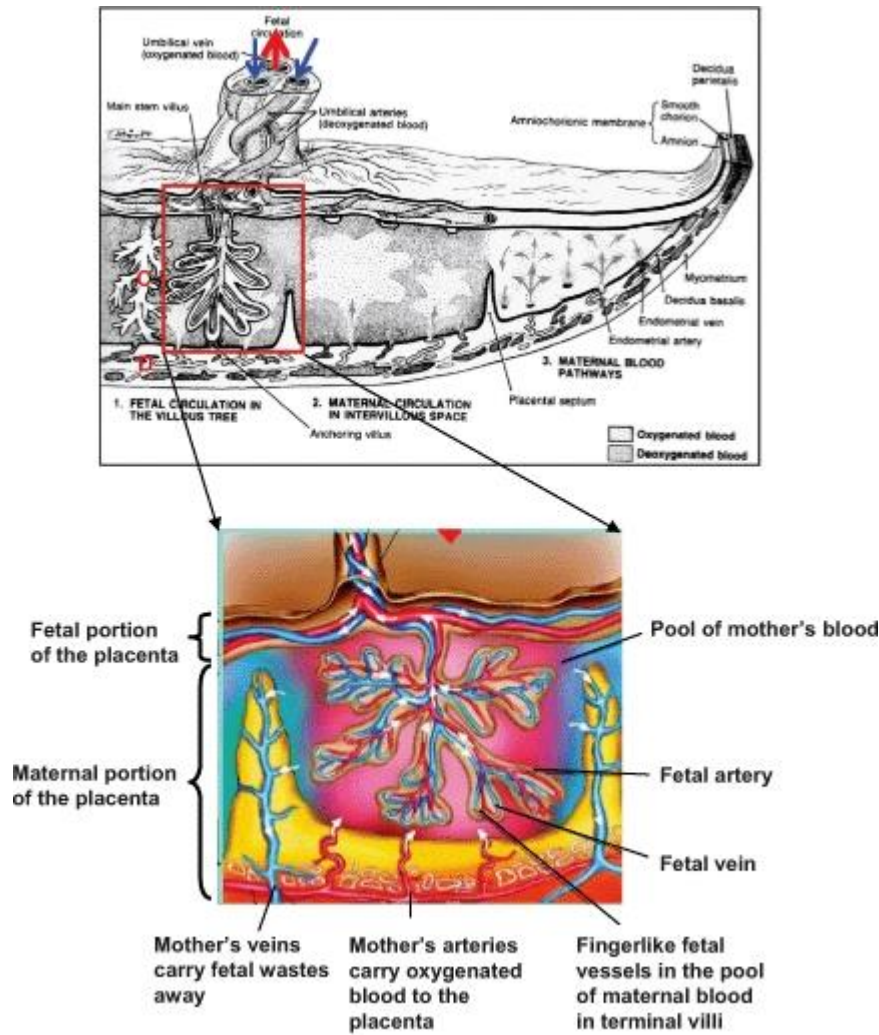 Fetal
circulation
Umbilical vein
(oxygenated blood)
Main stem villus
Umbilical arteries
(deoxygenated blood)
Decidua
parietalis
Smooth
chorion
Amniochorionic membrane
Amnion
C
D
Myometrium
Decidua basalis
Endometrial vein
Endometrial artery
3. MATERNAL BLOOD
PATHWAYS
Placental septum
1. FETAL CIRCULATION IN
THE VILLOUS TREE
2. MATERNAL CIRCULATION
IN INTERVILLOUS SPACE
Anchoring villus
Oxygenated blood
Deoxygenated blood
Fetal portion
of the placenta
Pool of mother's blood
Maternal portion
of the placenta
Fetal artery
Fetal vein
Mother's veins
carry fetal wastes
away
Mother's arteries
carry oxygenated
blood to the
placenta
Fingerlike fetal
vessels in the pool
of maternal blood
in terminal villi